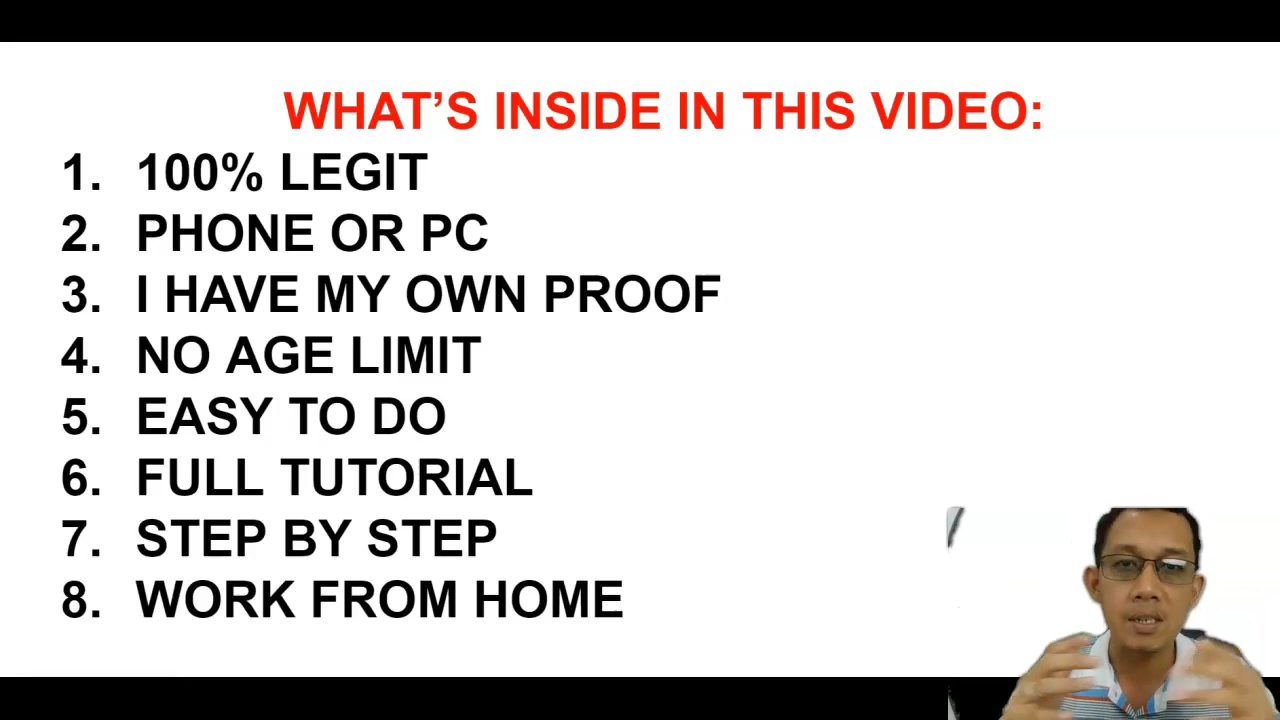 WHAT’S INSIDE IN THIS VIDEO:
1. 100% LEGIT
2. PHONE OR PC
3. I HAVE MY OWN PROOF
4. NO AGE LIMIT
5. EASY TO DO
6. FULL TUTORIAL
7. STEP BY STEP
8. WORK FROM HOME